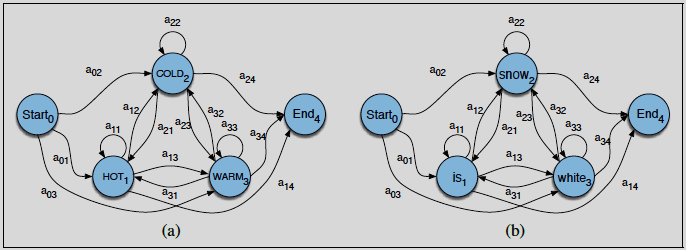 a22
a22
COLD2
snow2
a02
a24
a02
a24
Start0
a12
a32
End4
Start0
a12
a32
End4
a11
a21
a23
a33
a34
a11
a21
a23
a33
a34
a01
a13
a01
a13
HOT1
WARM3
is1
white3
a03
a31
a14
a03
a31
a14
(a)
(b)